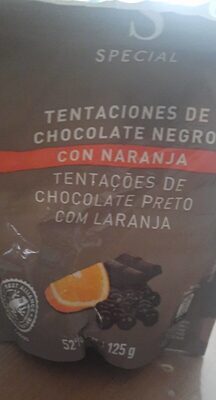 S
SPECIAL
TENTACIONES DE
CHOCOLATE NEGRO
CON NARANJA
TENTAÇÕES DE
CHOCOLATE PRETO
COM LARANJA
125 g